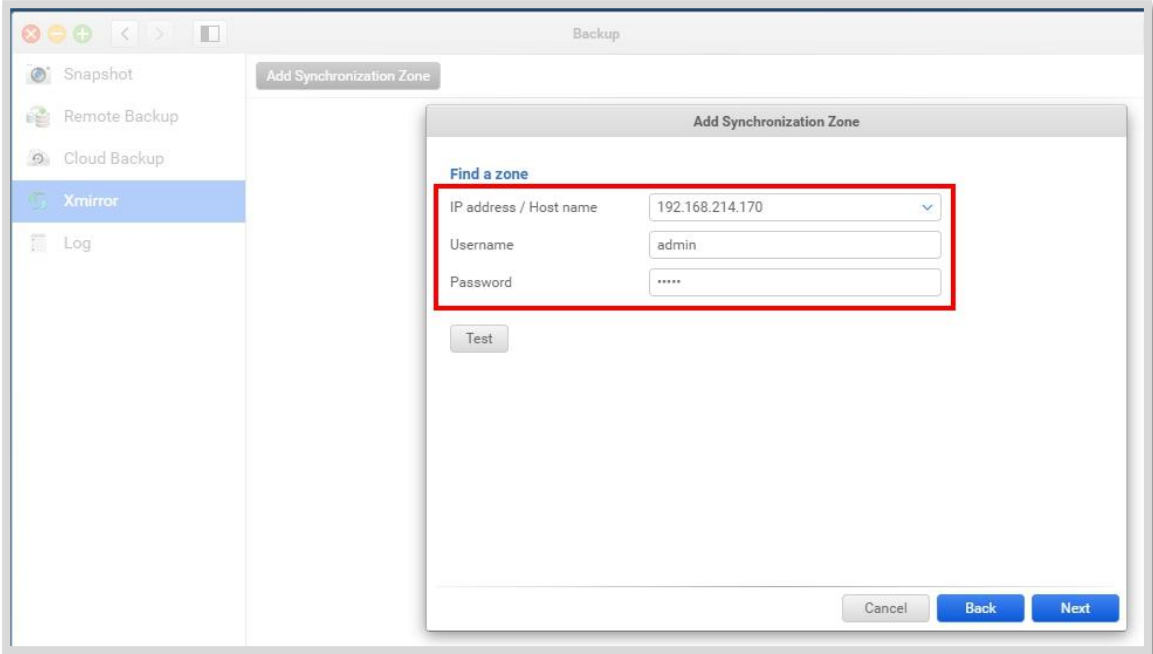 Backup
Snapshot
Remote Backup
Cloud Backup
Xmirror
Log
Add Synchronization Zone
Add Synchronization Zone
Find a zone
IP address / Host name 192.168.214.170
Username admin
Password •••••
Test
Cancel Back Next